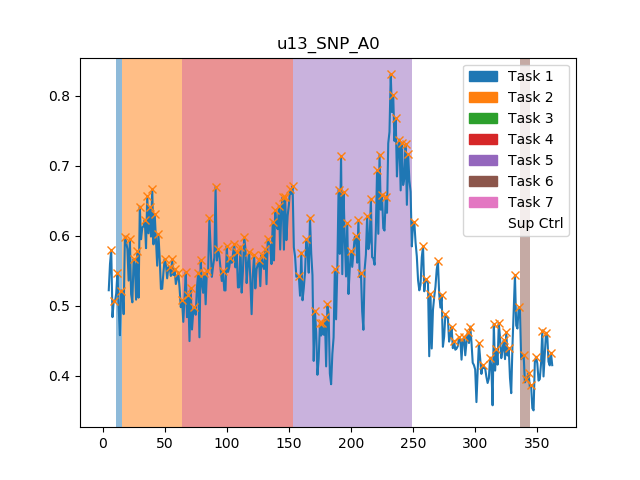 u13_SNP_A0
0.8
0.7
0.6
0.5
0.4
0 50 100 150 200 250 300 350
Task 1
Task 2
Task 3
Task 4
Task 5
Task 6
Task 7
Sup Ctrl